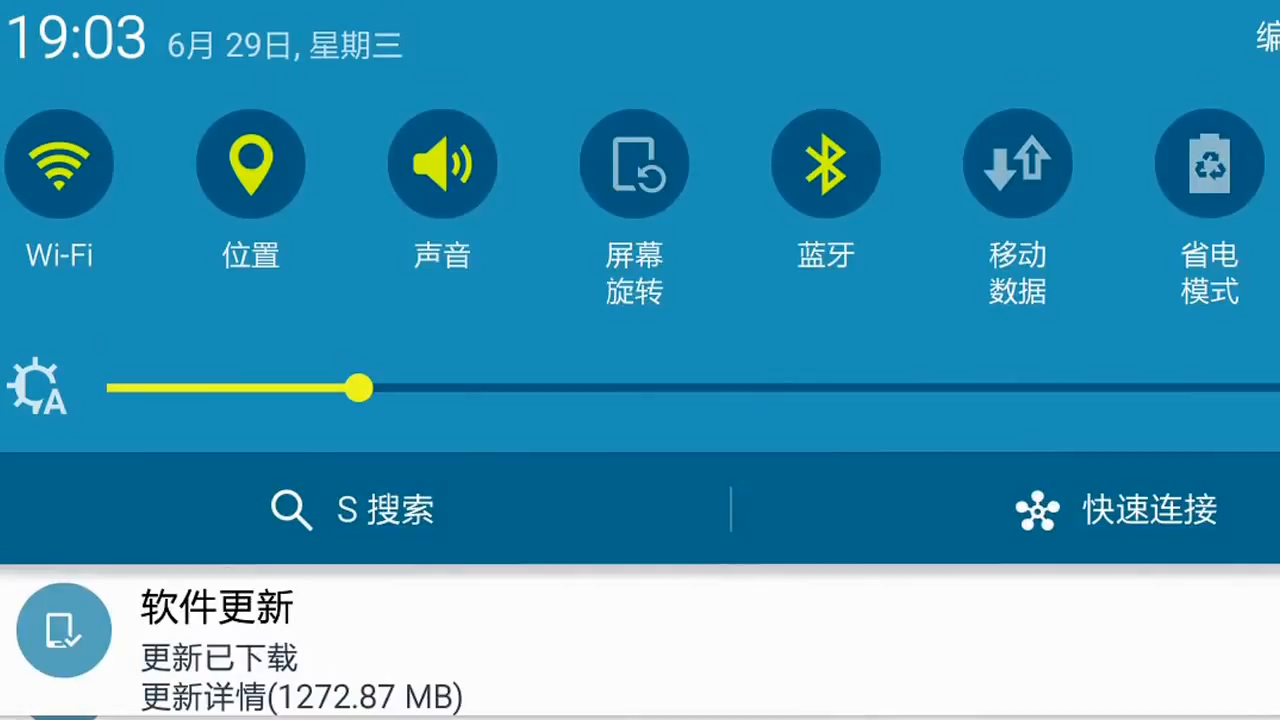 19:03 6月 29日, 星期三
编
Wi-Fi
位置
声音
屏幕
旋转
蓝牙
移动
数据
省电
模式
A
S 搜索
快速连接
软件更新
更新已下载
更新详情(1272.87 MB)